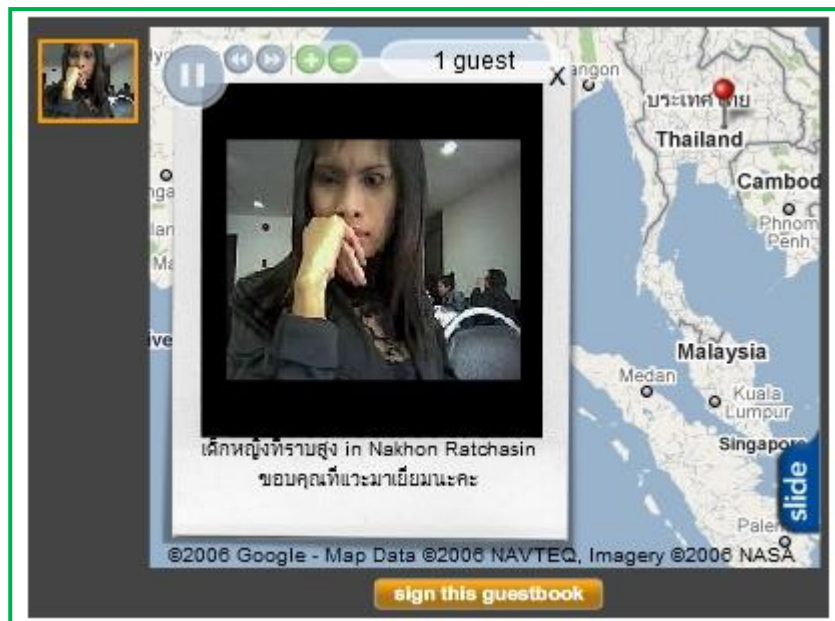 1 guest
X
angon
บระเทศไทย
Thailand
Cambod
Phnom
Penh
Malaysia
Medan
Kuala
Lumpur
Singapore
slide
Palem
เด็กหญิงที่ราบสูง in Nakhon Ratchasin
ขอบคุณที่แวะมาเยี่ยมนะคะ
©2006 Google - Map Data ©2006 NAVTEQ, Imagery ©2006 NASA
sign this guestbook